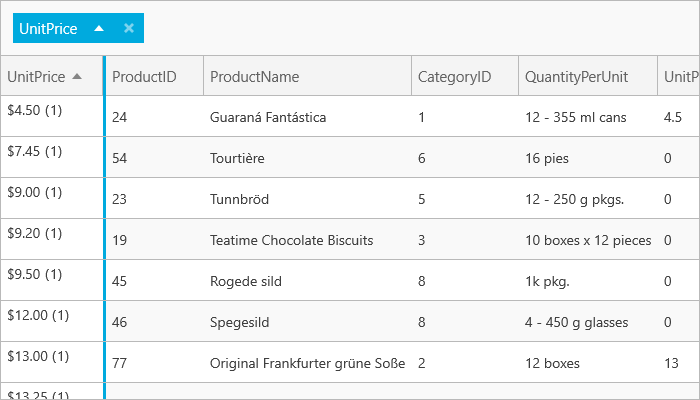 UnitPrice
UnitPrice ProductID ProductName CategoryID QuantityPerUnit UnitP
$4.50 (1) 24 Guaraná Fantástica 1 12 - 355 ml cans 4.5
$7.45 (1) 54 Tourtière 6 16 pies 0
$9.00 (1) 23 Tunnbröd 5 12 - 250 g pkgs. 0
$9.20 (1) 19 Teatime Chocolate Biscuits 3 10 boxes x 12 pieces 0
$9.50 (1) 45 Rogede sild 8 1k pkg. 0
$12.00 (1) 46 Spegesild 8 4 - 450 g glasses 0
$13.00 (1) 77 Original Frankfurter grüne Soße 2 12 boxes 13
$13.25 (1)